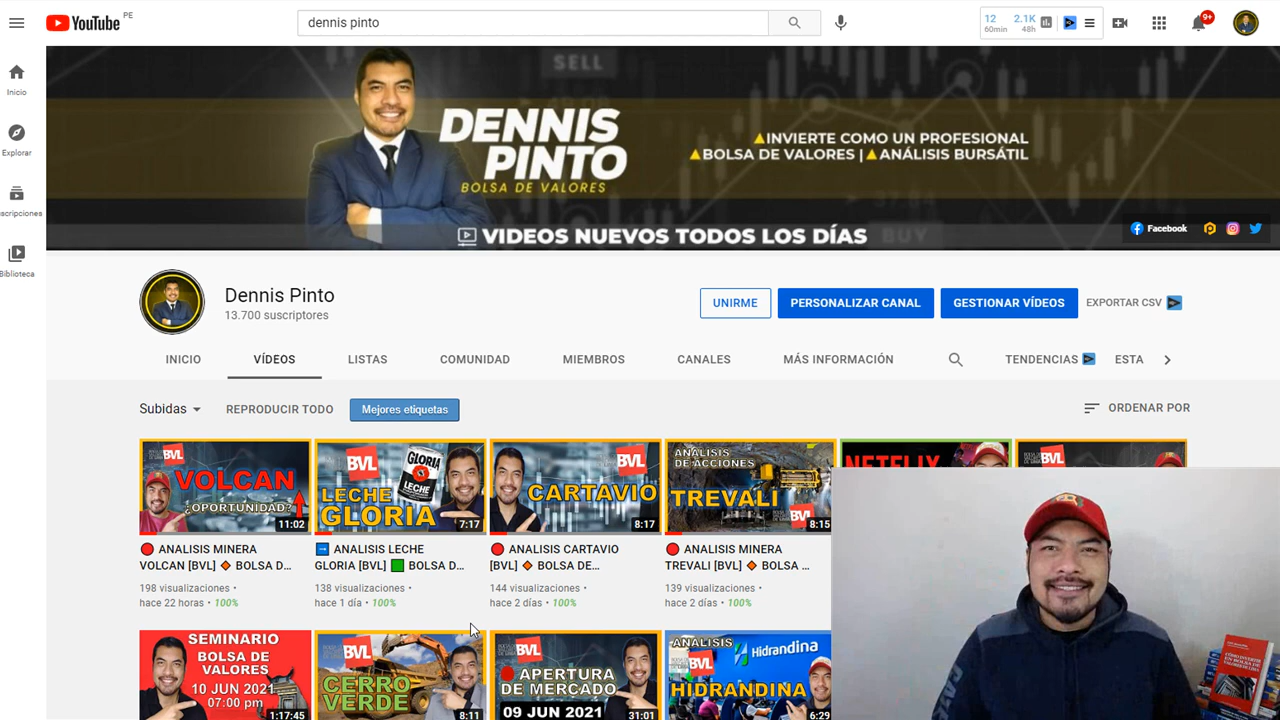 YouTube PE
dennis pinto
12
60min
2.1K
48h
9+
Inicio
Explorar
scripciones
Biblioteca
SELL
DENNIS
PINTO
BOLSA DE VALORES
INVIERTE COMO UN PROFESIONAL
BOLSA DE VALORES | ANÁLISIS BURSÁTIL
VIDEOS NUEVOS TODOS LOS DÍAS
BUY
Facebook
Dennis Pinto
13.700 suscriptores
UNIRME
PERSONALIZAR CANAL
GESTIONAR VÍDEOS
EXPORTAR CSV
INICIO
VÍDEOS
LISTAS
COMUNIDAD
MIEMBROS
CANALES
MÁS INFORMACIÓN
TENDENCIAS
ESTA
Subidas
REPRODUCIR TODO
Mejores etiquetas
ORDENAR POR
BVL
VOLCAN
¿OPORTUNIDAD?
11:02
BVL
GLORIA
LECHE
LECHE
GLORIA
7:17
BVL
CARTAVIO
8:17
ANALISIS
DE ACCIONES
TREVALI
BVL
8:15
NETFLIX
BVL
ANALISIS MINERA
VOLCAN [BVL] 🔶 BOLSA D...
198 visualizaciones •
hace 22 horas • 100%
ANALISIS LECHE
GLORIA [BVL] 🟩 BOLSA D...
138 visualizaciones •
hace 1 día • 100%
ANALISIS CARTAVIO
[BVL] 🔶 BOLSA DE...
144 visualizaciones •
hace 2 días • 100%
ANALISIS MINERA
TREVALI [BVL] 🔶 BOLSA ...
139 visualizaciones •
hace 2 días • 100%
SEMINARIO
BOLSA DE
VALORES
10 JUN 2021
07:00 pm
1:17:45
BVL
CERRO
VERDE
8:11
BVL
APERTURA
DE MERCADO
09 JUN 2021
31:01
ANALISIS
BVL
Hidrandina
HIDRANDINA
6:29